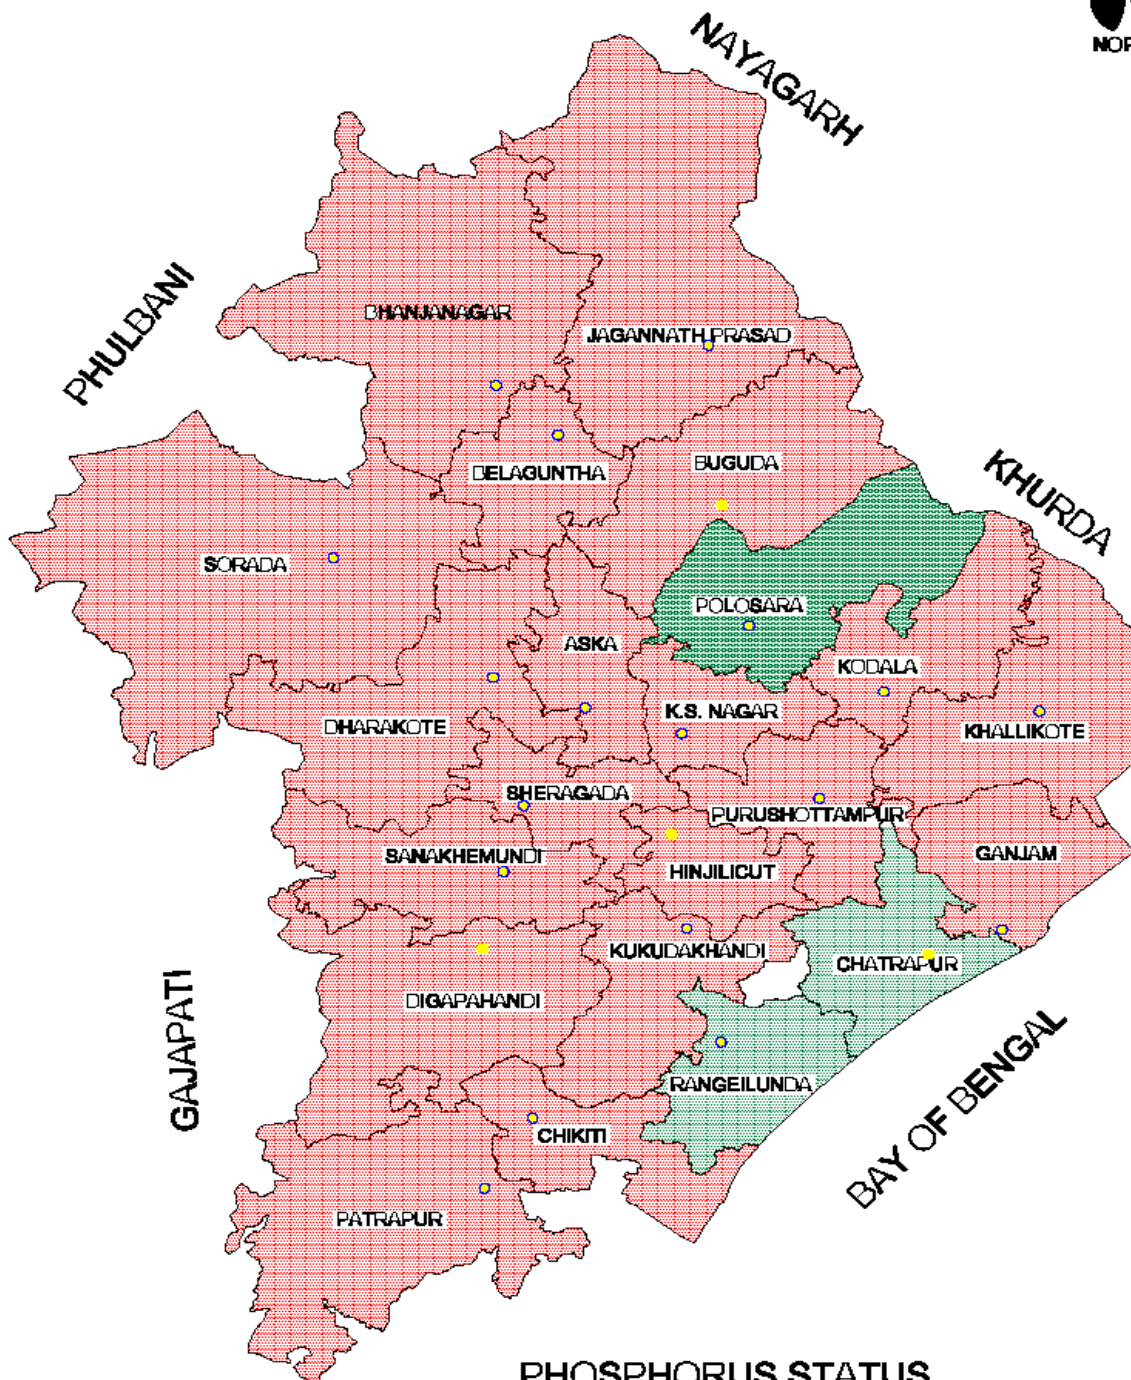 NAYAGARH
PHULBANI
BHANJANAGAR
JAGANNATH PRASAD
BELAGUNTHA
BUGUDA
KHURDA
SORADA
POLOSARA
ASKA
KODALA
K.S. NAGAR
DHARAKOTE
KHALLIKOTE
SHERAGADA
PURUSHOTTAMPUR
SANAKHEMUNDI
GANJAM
HINJILICUT
KUKUDAKHANDI
CHATRAPUR
DIGAPAHANDI
GAJAPATI
RANGEILUNDA
BAY OF BENGAL
CHIKITI
PATRAPUR
PHOSPHORUS STATUS